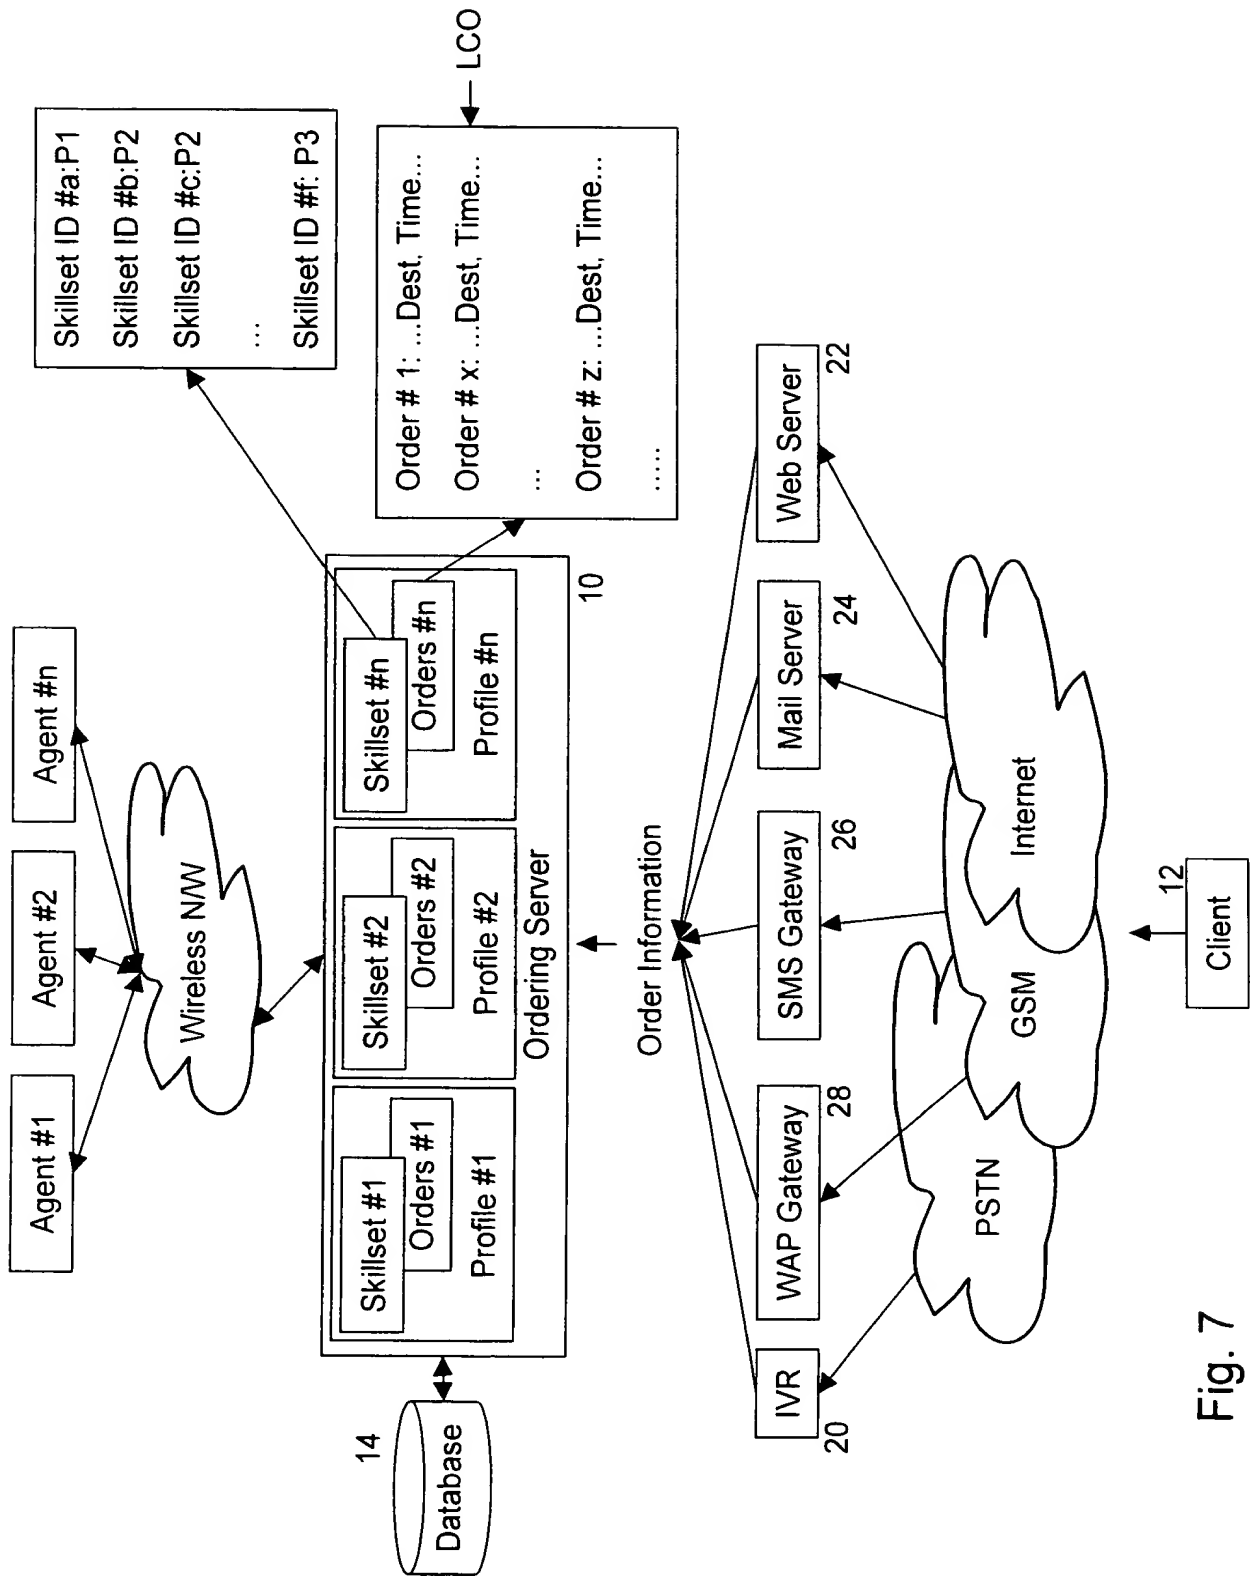 Agent #1
Agent #2
Agent #n
Wireless N/W
Skillset ID #a:P1
Skillset ID #b:P2
Skillset ID #c:P2
...
Skillset ID #f: P3
Database
14
Skillset #1
Orders #1
Profile #1
Skillset #2
Orders #2
Profile #2
Skillset #n
Orders #n
Profile #n
Ordering Server
10
Order # 1: ...Dest, Time...
Order # x: ...Dest, Time...
...
Order # z: ...Dest, Time...
.....
LCO
Order Information
IVR
20
WAP Gateway
28
SMS Gateway
26
Mail Server
24
Web Server
22
PSTN
GSM
Internet
12
Client
Fig. 7